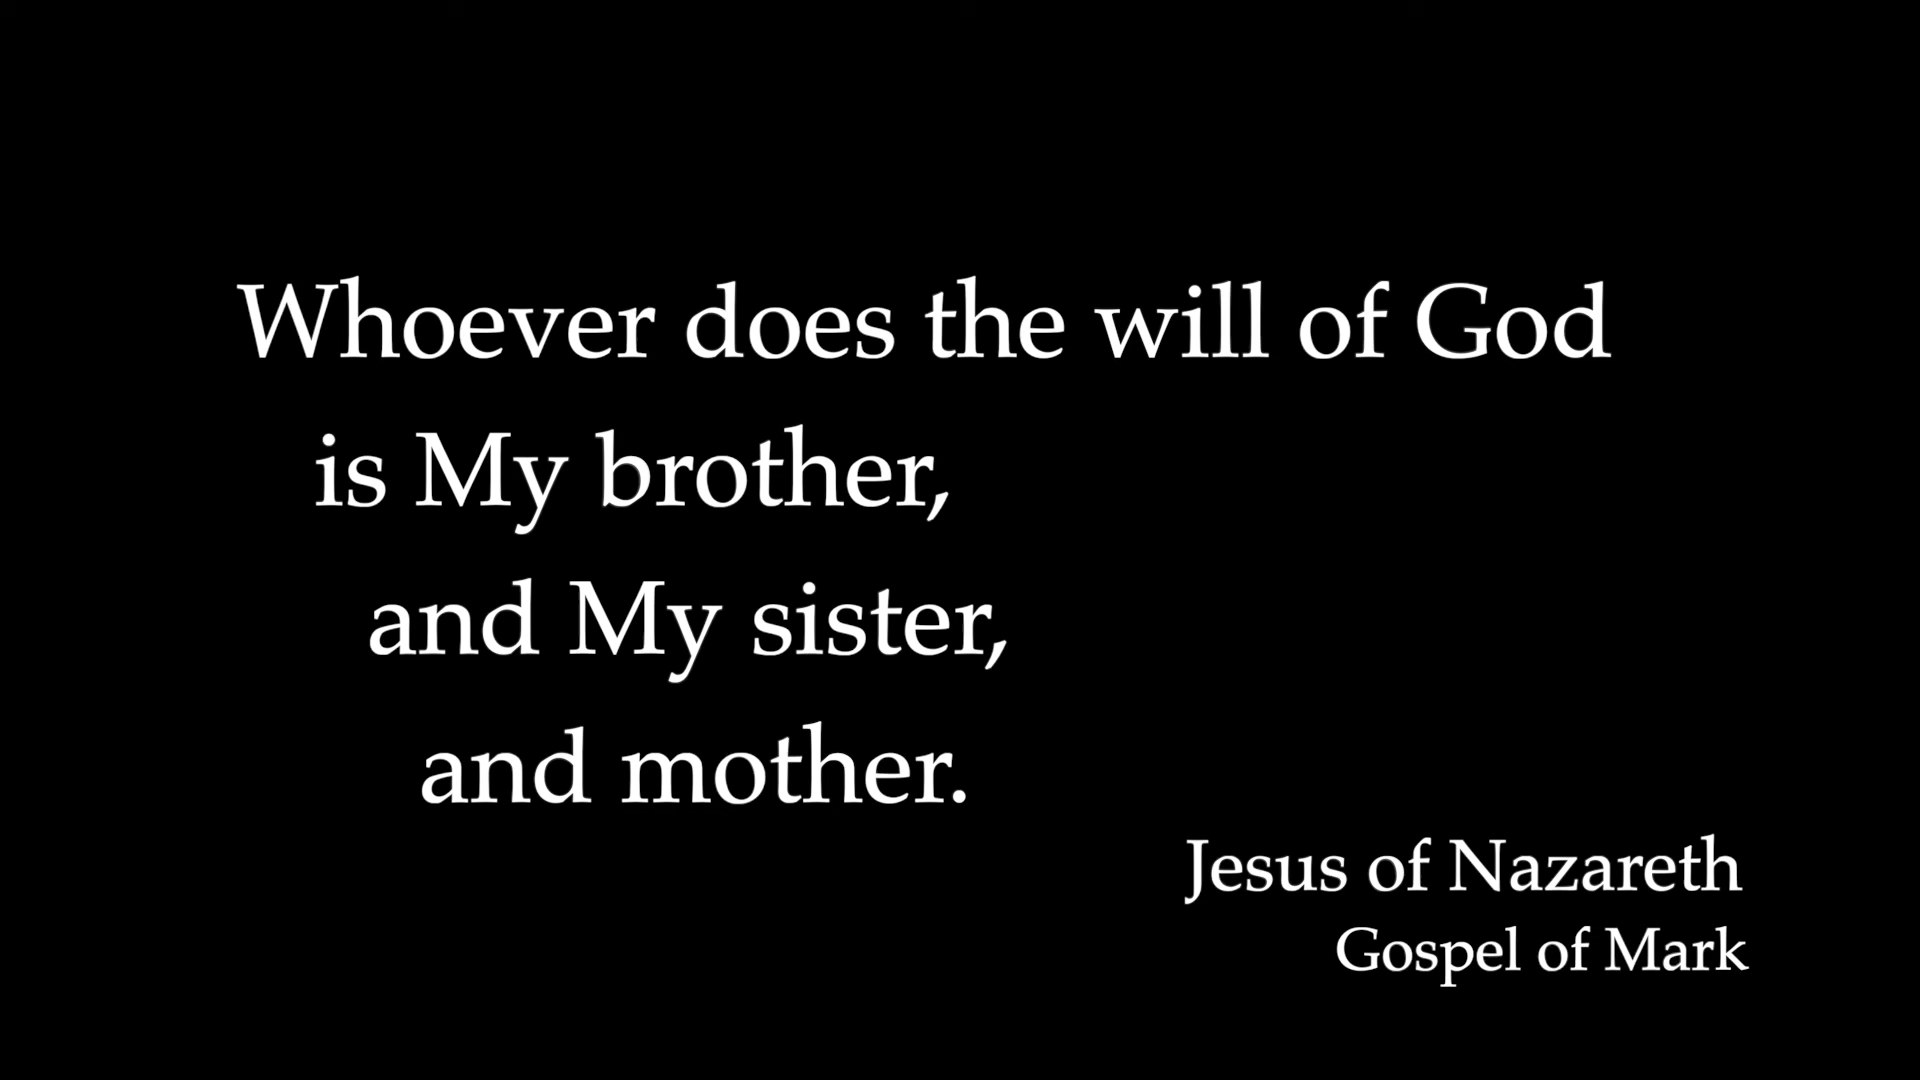 Whoever does the will of God
is My brother,
and My sister,
and mother.
Jesus of Nazareth
Gospel of Mark